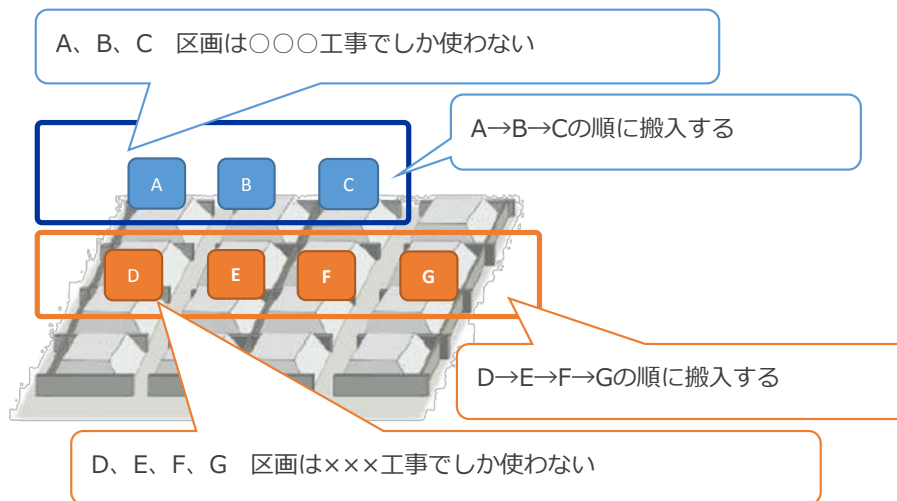 A、B、C　区画は○○○工事でしか使わない
A→B→Cの順に搬入する
A
B
C
D
E
F
G
D→E→F→Gの順に搬入する
D、E、F、G　区画は×××工事でしか使わない